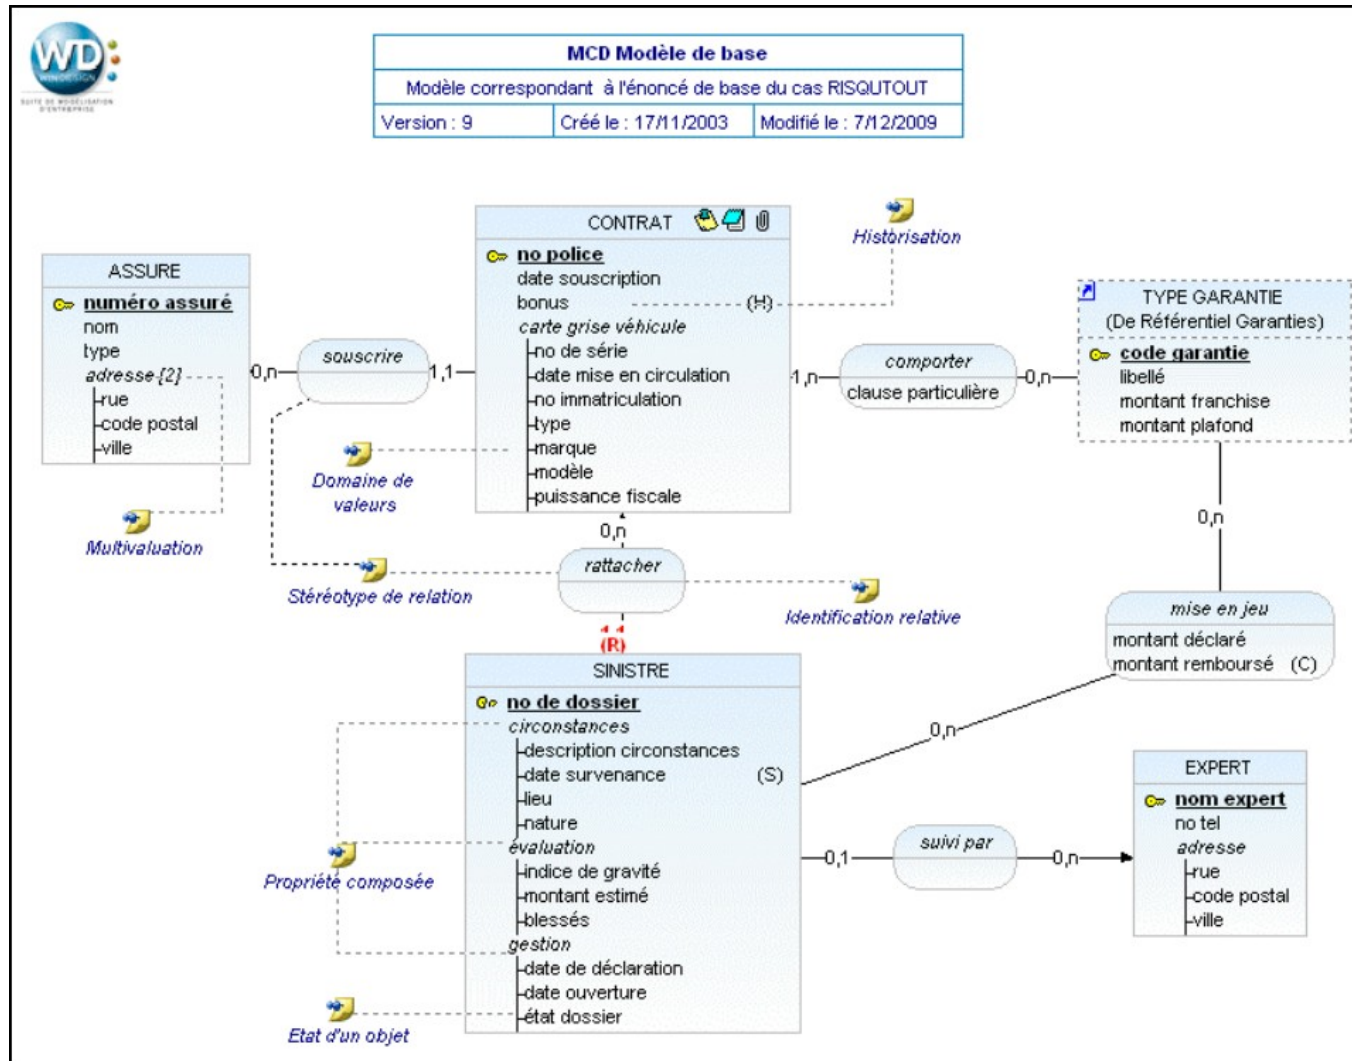 WD
WINDESIGN
SUITE DE MODÉLISATION
D'ENTREPRISE
MCD Modèle de base
Modèle correspondant à l'énoncé de base du cas RISQUTOUT
Version : 9
Créé le : 17/11/2003
Modifié le : 7/12/2009
CONTRAT
no police
date souscription
bonus (H)
carte grise véhicule
no de série
date mise en circulation
no immatriculation
type
marque
modèle
puissance fiscale
Historisation
ASSURE
numéro assuré
nom
type
adresse [2]
rue
code postal
ville
0,n
souscrire
1,1
1,n
comporter
clause particulière
0,n
TYPE GARANTIE
(De Référentiel Garanties)
code garantie
libellé
montant franchise
montant plafond
Domaine de
valeurs
Multivaluation
0,n
rattacher
Stéréotype de relation
Identification relative
(R)
0,n
mise en jeu
montant déclaré
montant remboursé (C)
0,n
SINISTRE
no de dossier
circonstances
description circonstances
date survenance (S)
lieu
nature
évaluation
indice de gravité
montant estimé
blessés
gestion
date de déclaration
date ouverture
état dossier
Propriété composée
Etat d'un objet
0,1
suivi par
0,n
EXPERT
nom expert
no tel
adresse
rue
code postal
ville